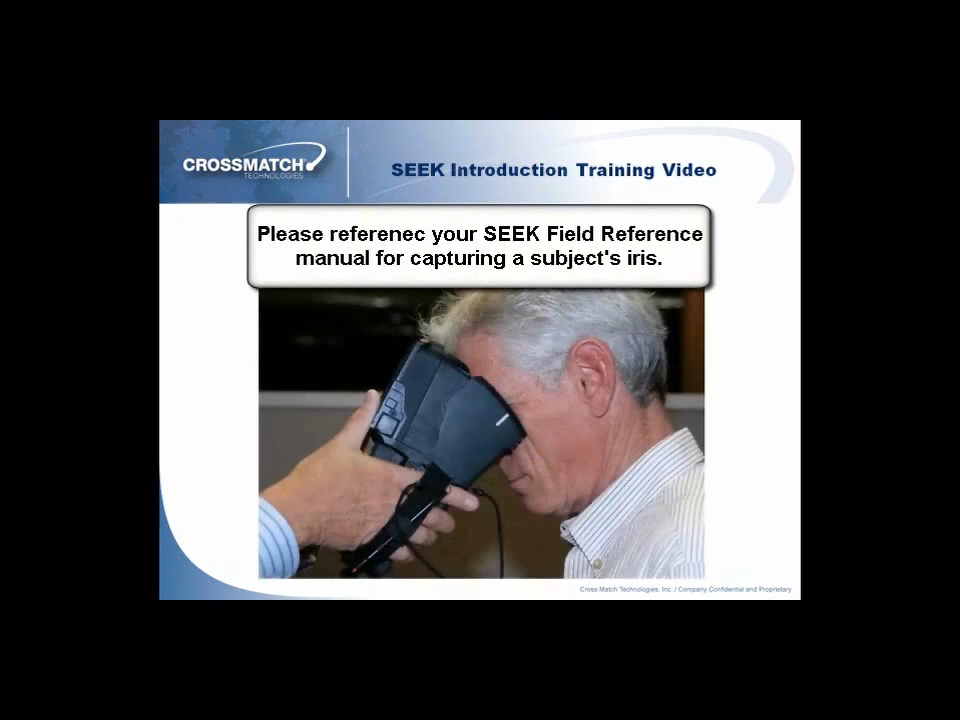 CROSSMATCH
TECHNOLOGIES
SEEK Introduction Training Video
Please referenec your SEEK Field Reference
manual for capturing a subject's iris.
Cross Match Technologies, Inc. / Company Confidential and Proprietary